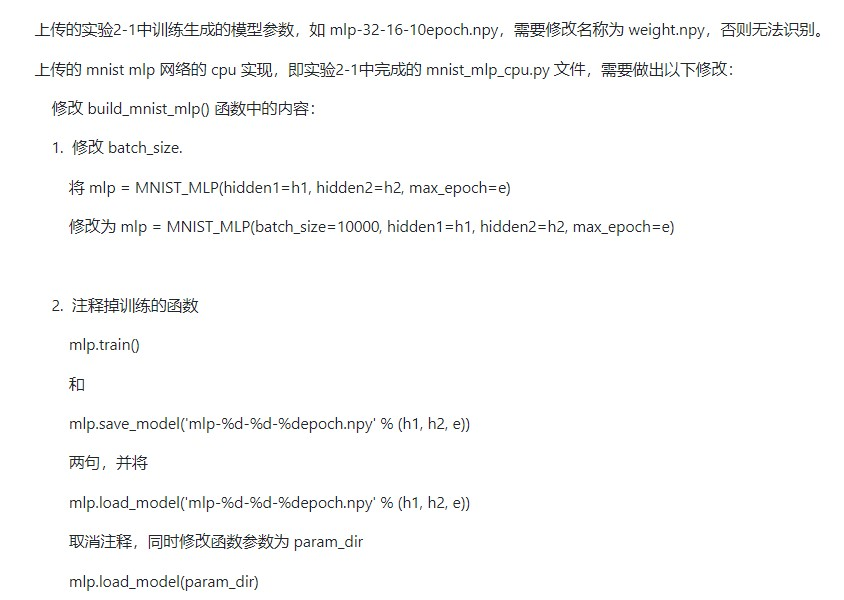 上传的实验2-1中训练生成的模型参数，如 mlp-32-16-10epoch.npy，需要修改名称为 weight.npy，否则无法识别。
上传的 mnist mlp 网络的 cpu 实现，即实验2-1中完成的 mnist_mlp_cpu.py 文件，需要做出以下修改：
修改 build_mnist_mlp() 函数中的内容：
1. 修改 batch_size.
将 mlp = MNIST_MLP(hidden1=h1, hidden2=h2, max_epoch=e)
修改为 mlp = MNIST_MLP(batch_size=10000, hidden1=h1, hidden2=h2, max_epoch=e)
2. 注释掉训练的函数
mlp.train()
和
mlp.save_model('mlp-%d-%d-%depoch.npy' % (h1, h2, e))
两句，并将
mlp.load_model('mlp-%d-%d-%depoch.npy' % (h1, h2, e))
取消注释，同时修改函数参数为 param_dir
mlp.load_model(param_dir)